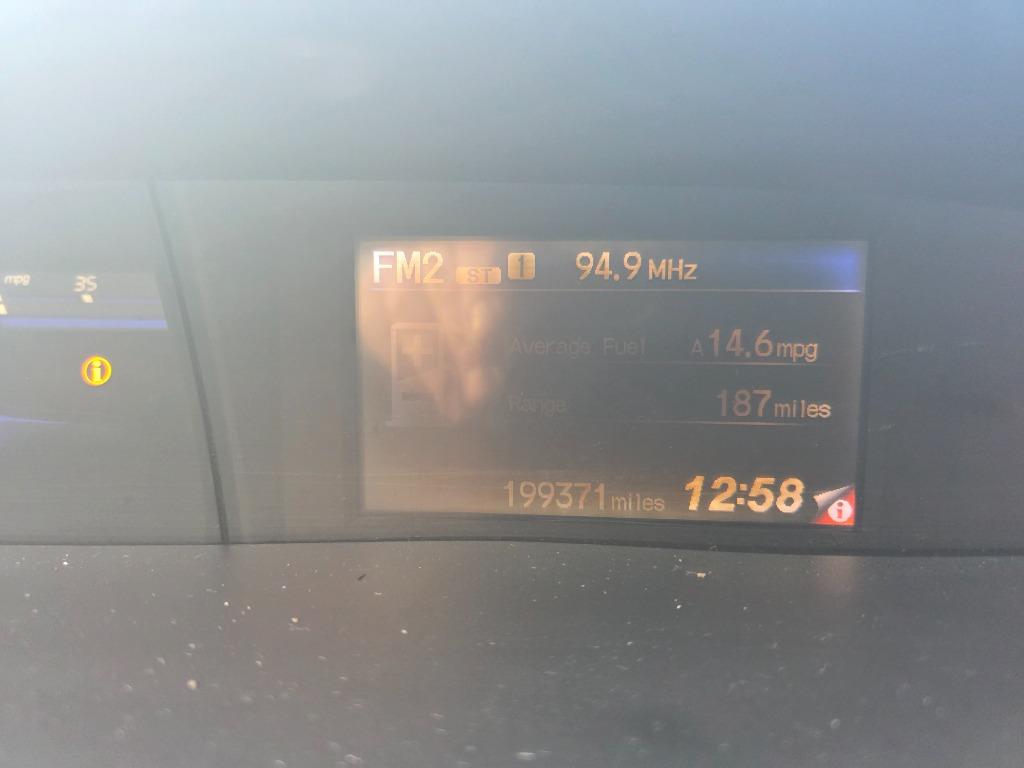 mpg 35
FM2 ST 1 94.9 MHz
Average Fuel A 14.6 mpg
Range 187 miles
199371 miles 12:58 i
i